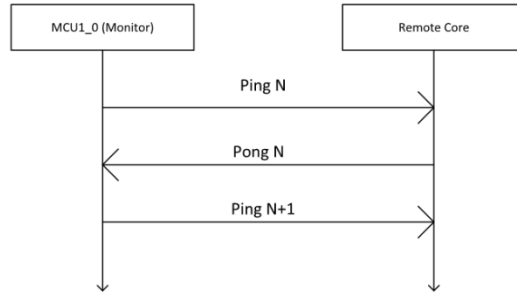 MCU1_0 (Monitor)
Remote Core
Ping N
Pong N
Ping N+1